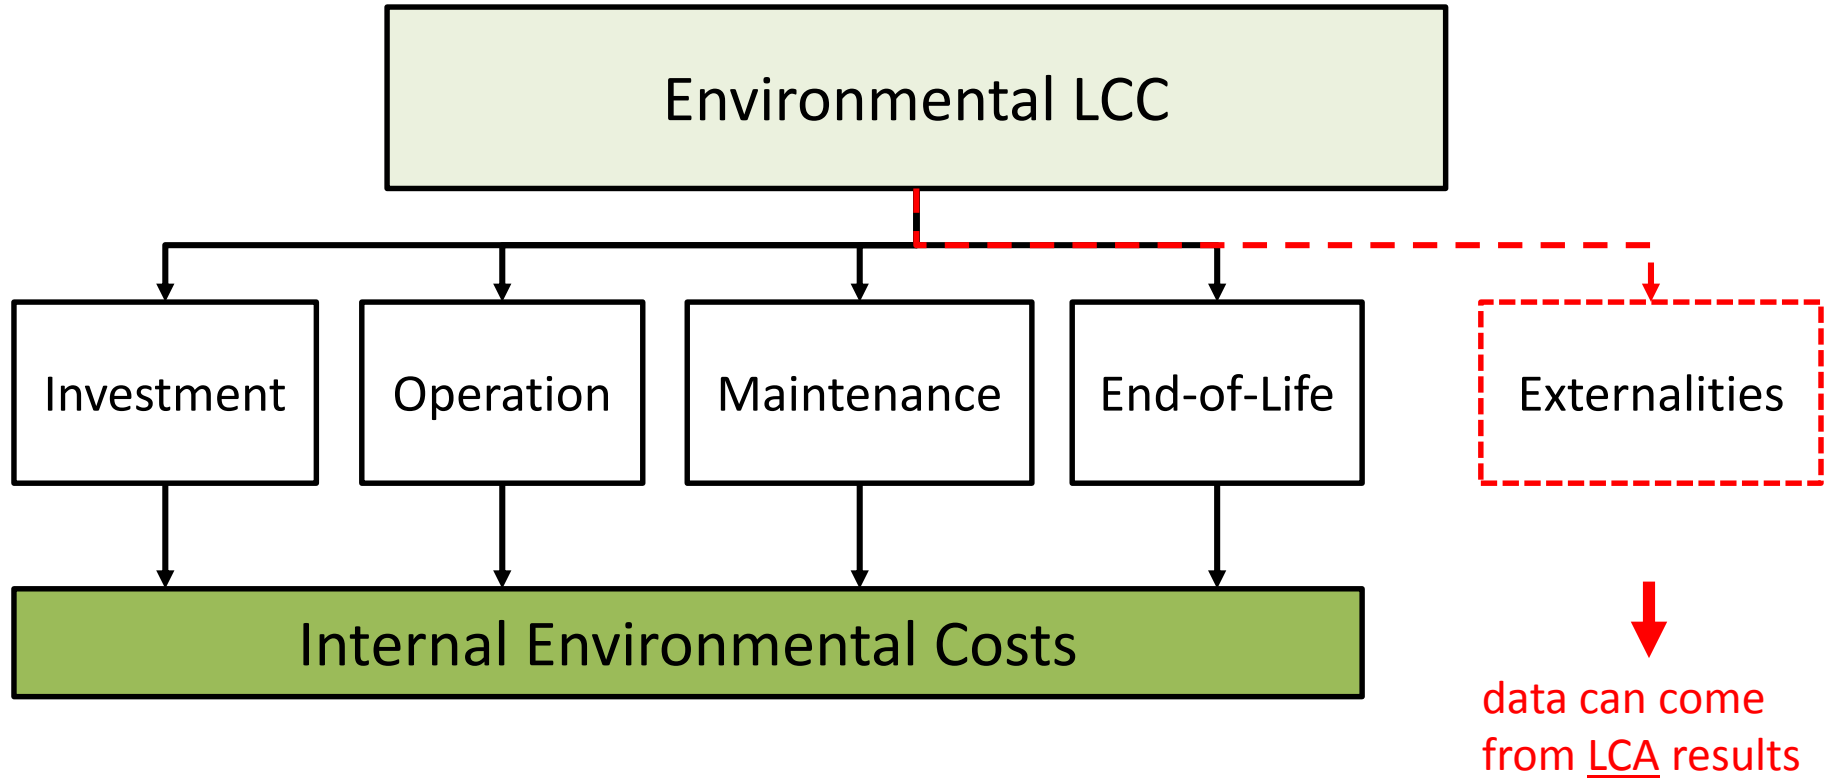 Environmental LCC
Investment
Operation
Maintenance
End-of-Life
Externalities
Internal Environmental Costs
data can come
from LCA results